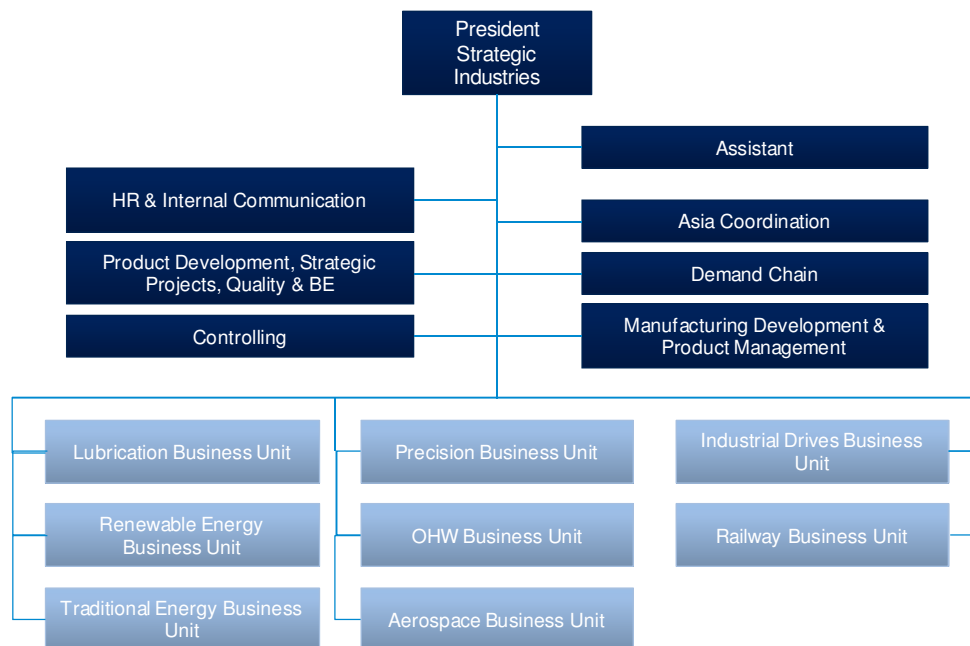 President
Strategic
Industries
Assistant
HR & Internal Communication
Asia Coordination
Product Development, Strategic
Projects, Quality & BE
Demand Chain
Controlling
Manufacturing Development &
Product Management
Lubrication Business Unit
Precision Business Unit
Industrial Drives Business
Unit
Renewable Energy
Business Unit
OHW Business Unit
Railway Business Unit
Traditional Energy Business
Unit
Aerospace Business Unit